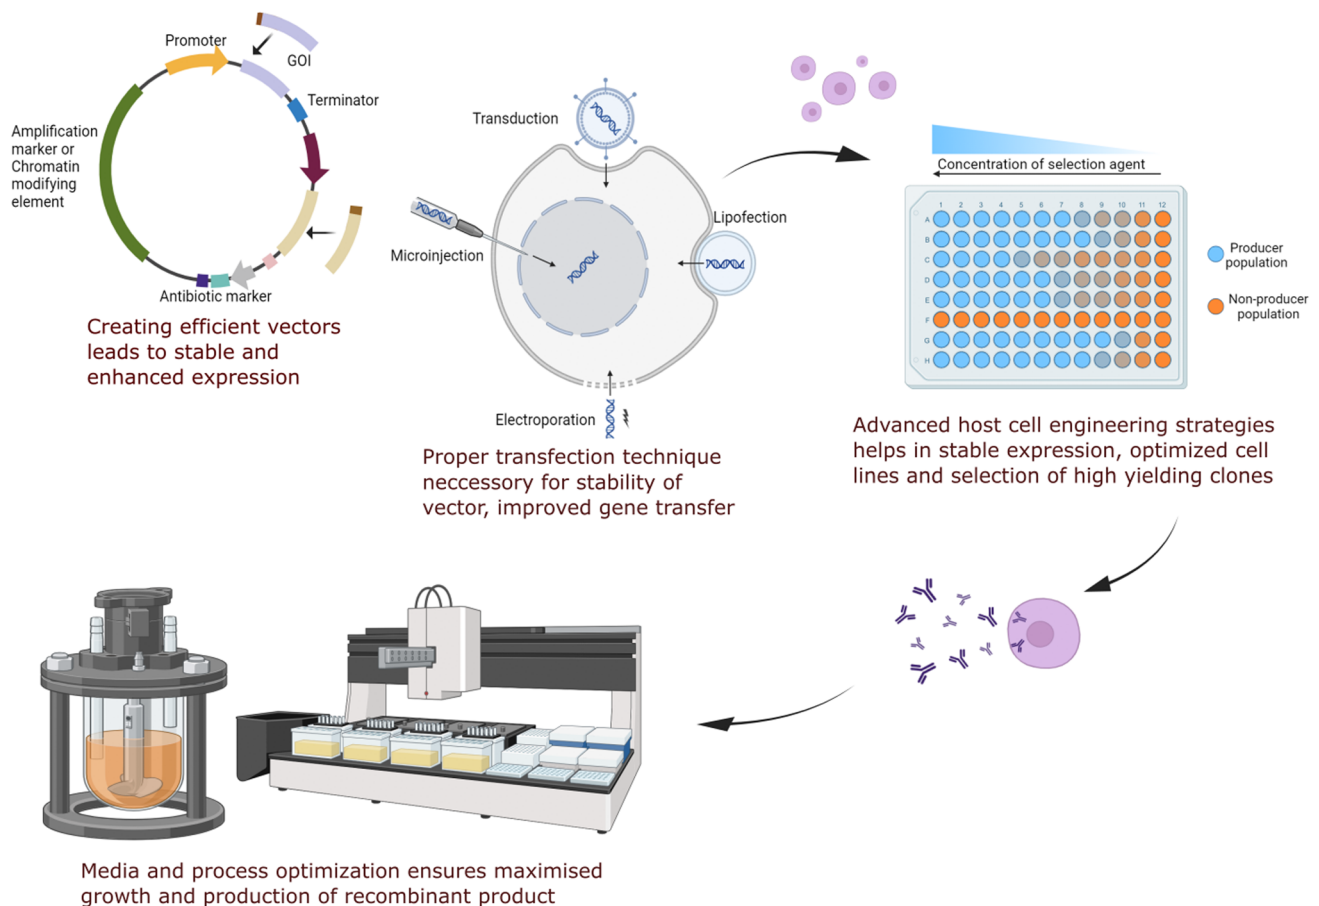 Promoter
GOI
Terminator
Amplification
marker or
Chromatin
modifying
element
Antibiotic marker
Creating efficient vectors
leads to stable and
enhanced expression
Transduction
Microinjection
Lipofection
Electroporation
Proper transfection technique
neccessory for stability of
vector, improved gene transfer
Concentration of selection agent
1 2 3 4 5 6 7 8 9 10 11 12
A
B
C
D
E
F
G
H
Producer
population
Non-producer
population
Advanced host cell engineering strategies
helps in stable expression, optimized cell
lines and selection of high yielding clones
Media and process optimization ensures maximised
growth and production of recombinant product